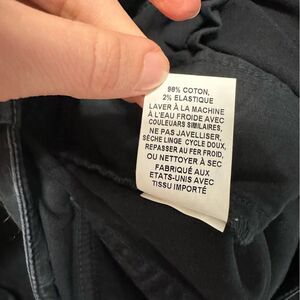 98% COTON,
2% ELASTIQUE
LAVER À LA MACHINE
À L'EAU FROIDE AVEC
COULEURS SIMILAIRES,
NE PAS JAVELLISER,
SÈCHE LINGE CYCLE DOUX,
REPASSER AU FER FROID,
OU NETTOYER À SEC
FABRIQUÉ AUX
ETATS-UNIS AVEC
TISSU IMPORTÉ